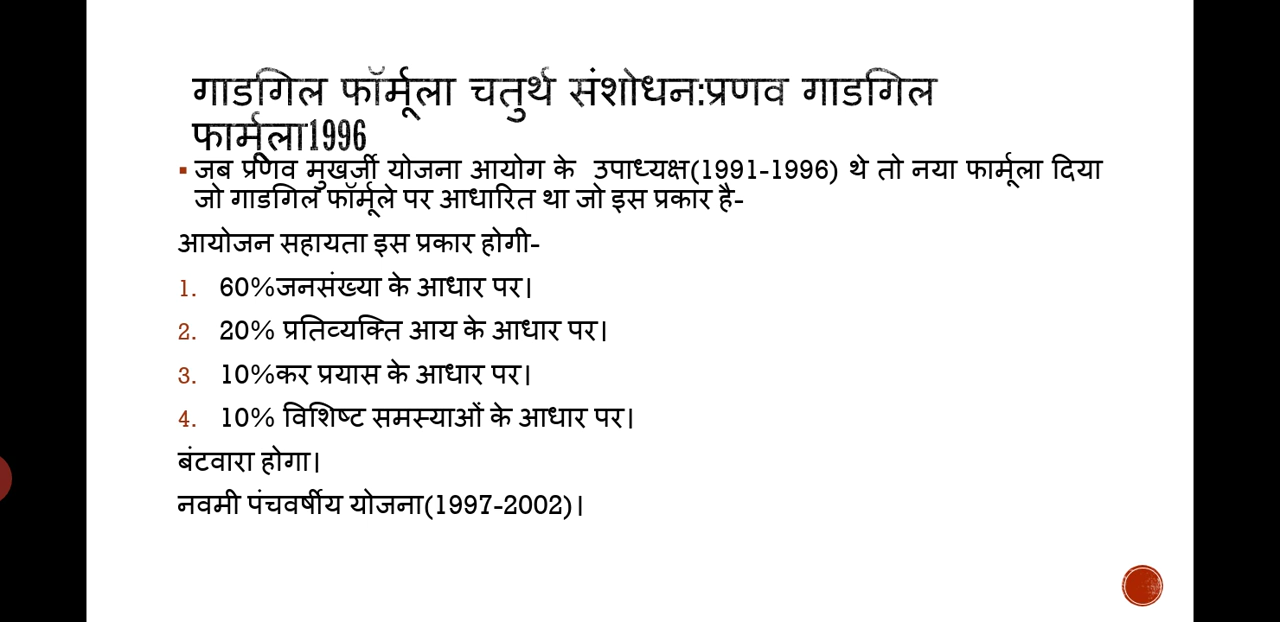 गाडगिल फॉर्मूला चतुर्थ संशोधन:प्रणव गाडगिल
फार्मूला1996
▪ जब प्रणव मुखर्जी योजना आयोग के उपाध्यक्ष(1991-1996) थे तो नया फार्मूला दिया
जो गाडगिल फॉर्मूले पर आधारित था जो इस प्रकार है-
आयोजन सहायता इस प्रकार होगी-
1. 60%जनसंख्या के आधार पर।
2. 20% प्रतिव्यक्ति आय के आधार पर।
3. 10%कर प्रयास के आधार पर।
4. 10% विशिष्ट समस्याओं के आधार पर।
बंटवारा होगा।
नवमी पंचवर्षीय योजना(1997-2002)।